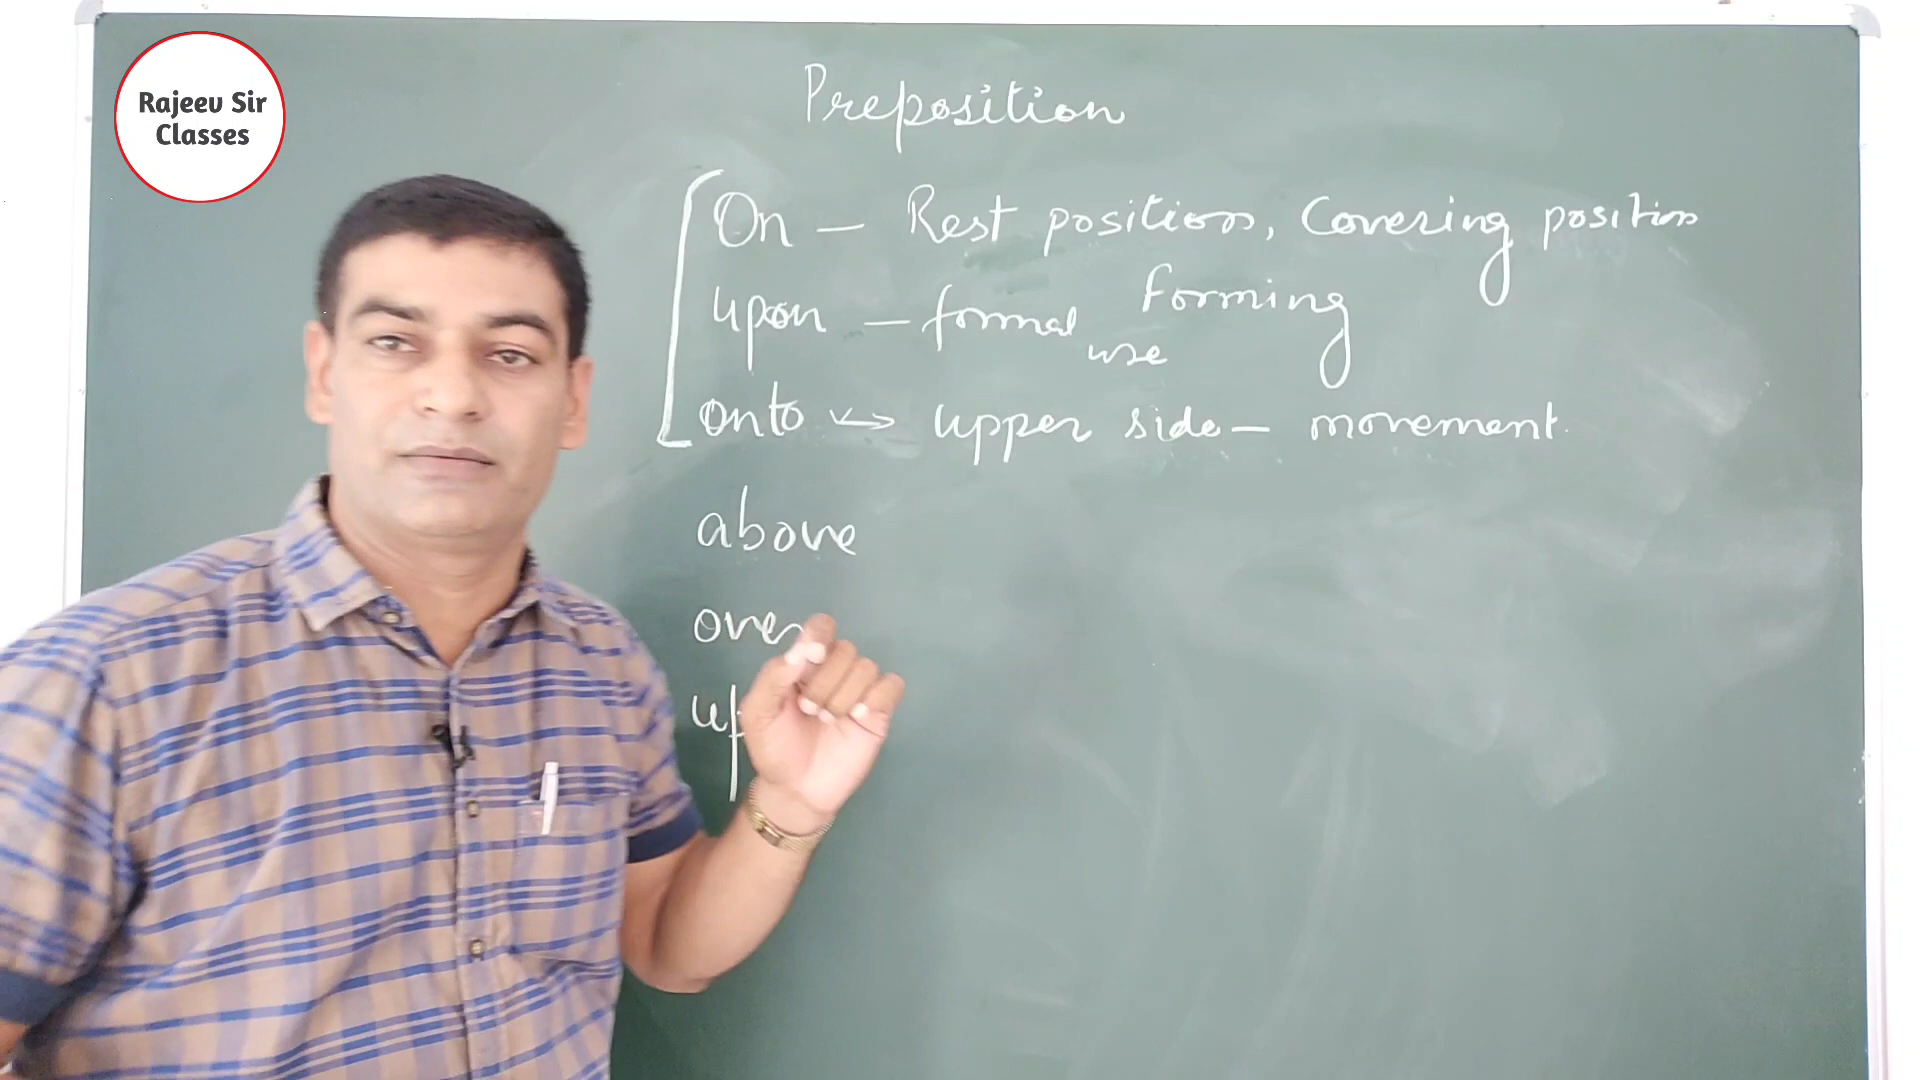 Rajeev Sir
Classes
Preposition
On – Rest position, Covering position
Forming
upon – formal use
onto ↔ upper side – movement.
above
over
up